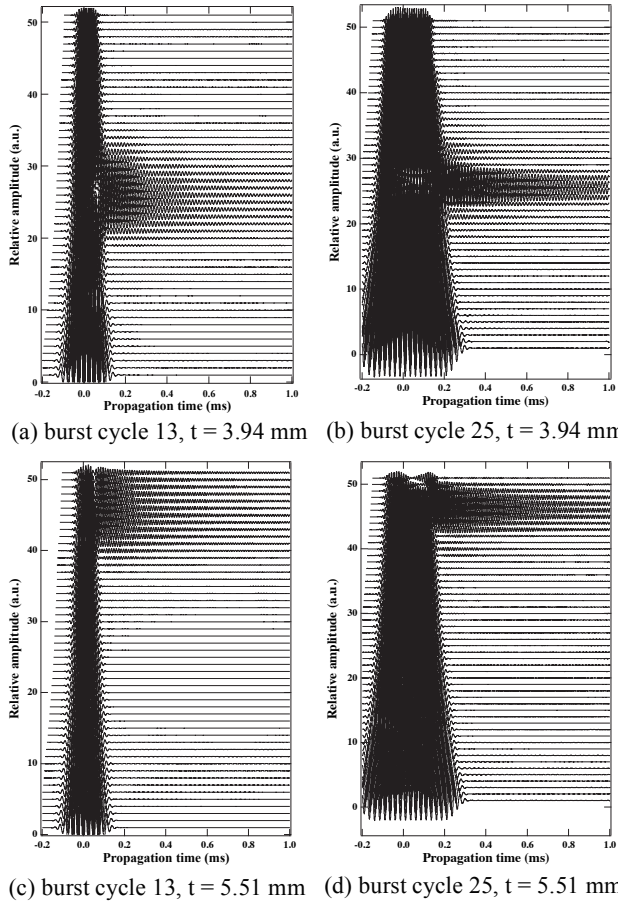 50
40
30
20
10
0
Relative amplitude (a.u.)
-0.2 0.0 0.2 0.4 0.6 0.8 1.0
Propagation time (ms)
(a) burst cycle 13, t = 3.94 mm
50
40
30
20
10
0
Relative amplitude (a.u.)
-0.2 0.0 0.2 0.4 0.6 0.8 1.0
Propagation time (ms)
(b) burst cycle 25, t = 3.94 mm
50
40
30
20
10
0
Relative amplitude (a.u.)
-0.2 0.0 0.2 0.4 0.6 0.8 1.0
Propagation time (ms)
(c) burst cycle 13, t = 5.51 mm
50
40
30
20
10
0
Relative amplitude (a.u.)
-0.2 0.0 0.2 0.4 0.6 0.8 1.0
Propagation time (ms)
(d) burst cycle 25, t = 5.51 mm